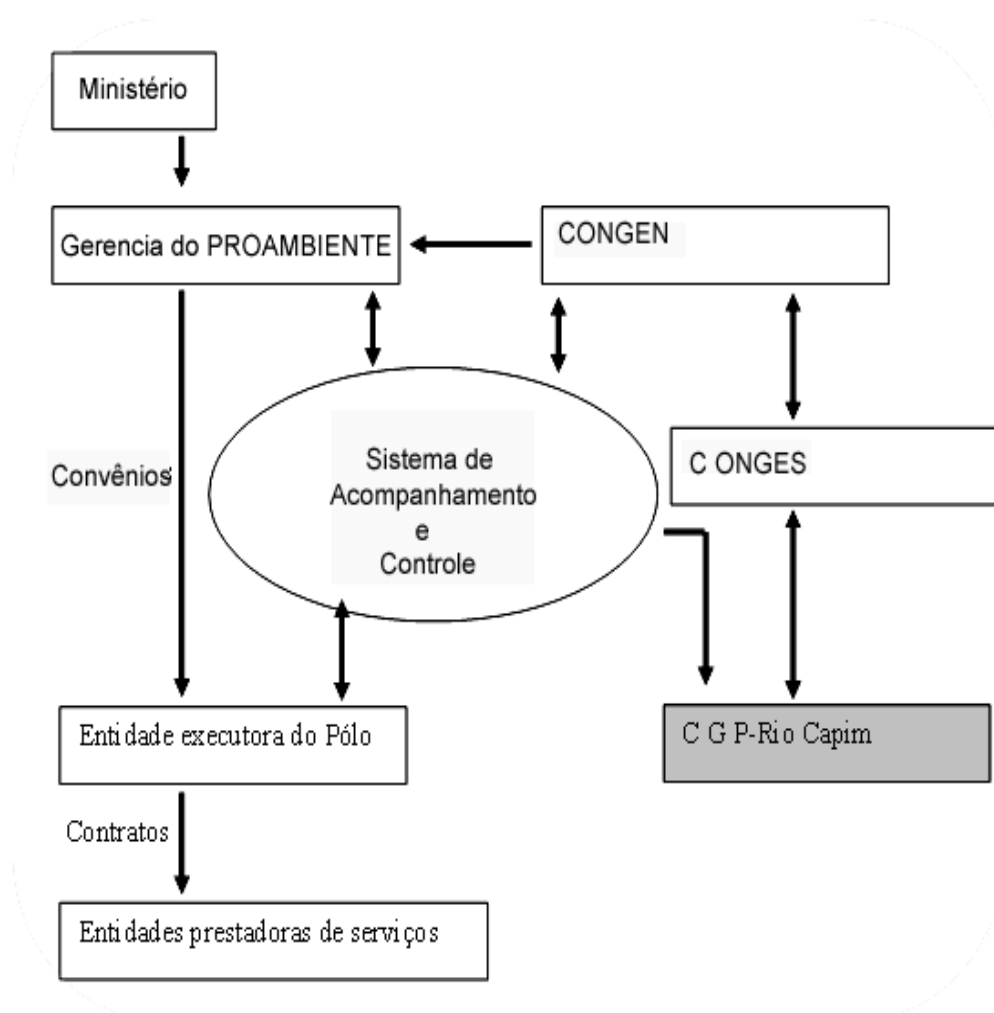 Ministério
Gerencia do PROAMBIENTE
CONGEN
Convênios
Sistema de
Acompanhamento
e
Controle
C ONGES
Entidade executora do Pólo
C G P-Rio Capim
Contratos
Entidades prestadoras de serviços